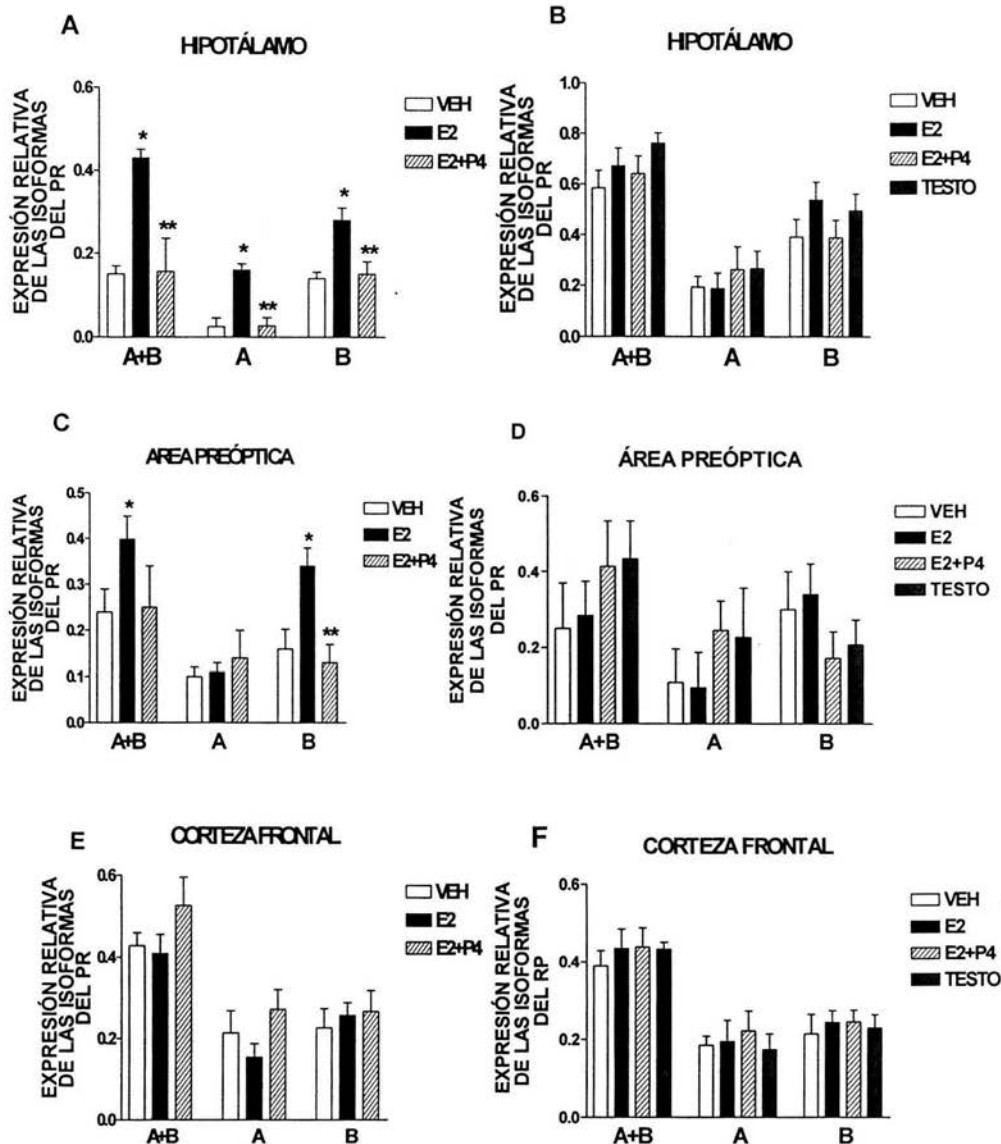 A
HIPOTÁLAMO
EXPRESIÓN RELATIVA
DE LAS ISOFORMAS
DEL PR
0.6
0.4
0.2
0.0
*
**
*
**
*
**
A+B
A
B
VEH
E2
E2+P4
B
HIPOTÁLAMO
EXPRESIÓN RELATIVA
DE LAS ISOFORMAS
DEL PR
1.0
0.8
0.6
0.4
0.2
0.0
A+B
A
B
VEH
E2
E2+P4
TESTO
C
AREA PREÓPTICA
EXPRESIÓN RELATIVA
DE LAS ISOFORMAS
DEL PR
0.5
0.4
0.3
0.2
0.1
0.0
*
*
**
A+B
A
B
VEH
E2
E2+P4
D
ÁREA PREÓPTICA
EXPRESIÓN RELATIVA
DE LAS ISOFORMAS
DEL PR
0.6
0.4
0.2
0.0
A+B
A
B
VEH
E2
E2+P4
TESTO
E
CORTEZA FRONTAL
EXPRESIÓN RELATIVA
DE LAS ISOFORMAS
DEL PR
0.6
0.4
0.2
0.0
A+B
A
B
VEH
E2
E2+P4
F
CORTEZA FRONTAL
EXPRESIÓN RELATIVA
DE LAS ISOFORMAS
DEL RP
0.6
0.4
0.2
0.0
A+B
A
B
VEH
E2
E2+P4
TESTO